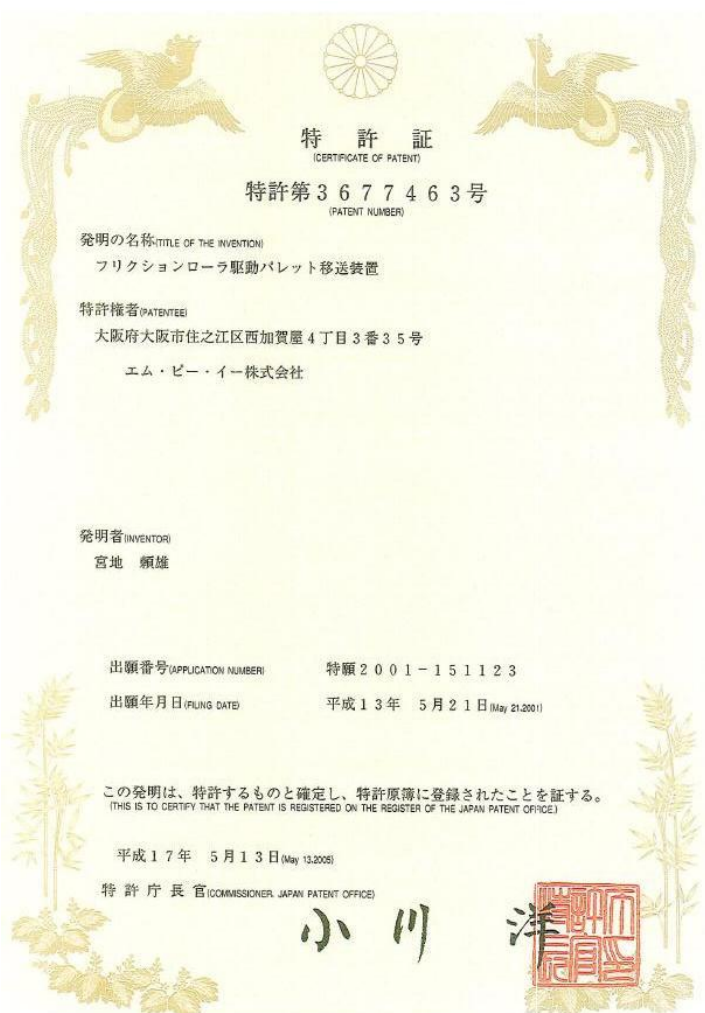 特 許 証
(CERTIFICATE OF PATENT)
特許第3677463号
(PATENT NUMBER)
発明の名称(TITLE OF THE INVENTION)
フリクションローラ駆動パレット移送装置
特許権者(PATENTEE)
大阪府大阪市住之江区西加賀屋4丁目3番35号
エム・ピー・イー株式会社
発明者(INVENTOR)
宮地 頼雄
出願番号(APPLICATION NUMBER) 特願2001-151123
出願年月日(FILING DATE) 平成13年 5月21日(May 21,2001)
この発明は、特許するものと確定し、特許原簿に登録されたことを証する。
(THIS IS TO CERTIFY THAT THE PATENT IS REGISTERED ON THE REGISTER OF THE JAPAN PATENT OFFICE.)
平成17年 5月13日(May 13,2005)
特 許 庁 長 官(COMMISSIONER, JAPAN PATENT OFFICE)
小 川 洋